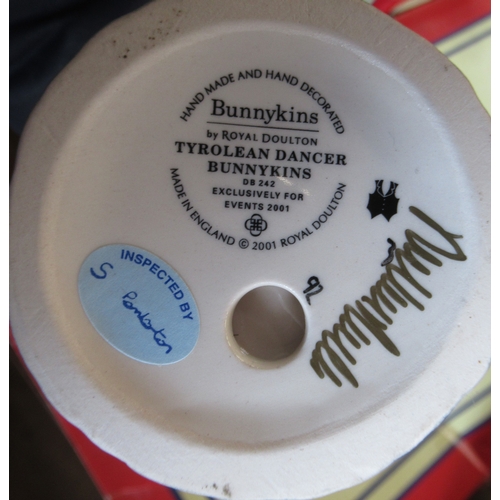 HAND MADE AND HAND DECORATED
Bunnykins
by ROYAL DOULTON
TYROLEAN DANCER
BUNNYKINS
DB 242
EXCLUSIVELY FOR
EVENTS 2001
MADE IN ENGLAND © 2001 ROYAL DOULTON
INSPECTED BY
S